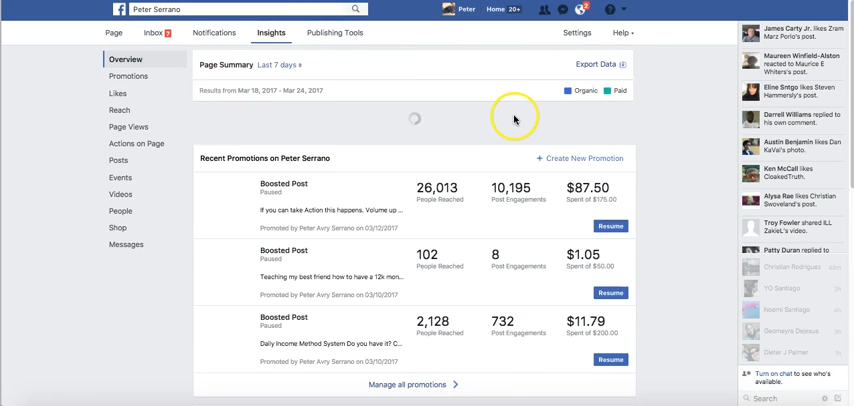 Peter Serrano
Peter Home 20+ 2
Page Inbox 7 Notifications Insights Publishing Tools Settings Help
Overview
Promotions
Likes
Reach
Page Views
Actions on Page
Posts
Events
Videos
People
Shop
Messages
Page Summary Last 7 days
Export Data
Results from Mar 18, 2017 - Mar 24, 2017
Organic Paid
Recent Promotions on Peter Serrano
+ Create New Promotion
Boosted Post
Paused
If you can take Action this happens. Volume up ...
Promoted by Peter Avry Serrano on 03/12/2017
26,013
People Reached
10,195
Post Engagements
$87.50
Spent of $175.00
Resume
Boosted Post
Paused
Teaching my best friend how to have a 12k mon...
Promoted by Peter Avry Serrano on 03/10/2017
102
People Reached
8
Post Engagements
$1.05
Spent of $50.00
Resume
Boosted Post
Paused
Daily Income Method System Do you have it? C...
Promoted by Peter Avry Serrano on 03/10/2017
2,128
People Reached
732
Post Engagements
$11.79
Spent of $200.00
Resume
Manage all promotions
James Carty Jr. likes Zram
Marz Porlo's post.
Maureen Winfield-Alston
reacted to Maurice E
Whiters's post.
Eline Sntgo likes Steven
Hammersly's post.
Darrell Williams replied to
his own comment.
Austin Benjamin likes Dan
KaVai's photo.
Ken McCall likes
CloakedTruth.
Alysa Rae likes Christian
Swoveland's post.
Troy Fowler shared ILL
ZakieL's video.
Patty Duran replied to
Christian Rodriguez
YO Santiago
Noemi Santiago
Geomayra Dejesus
Dieter J Palmer
Turn on chat to see who's
available.
Search